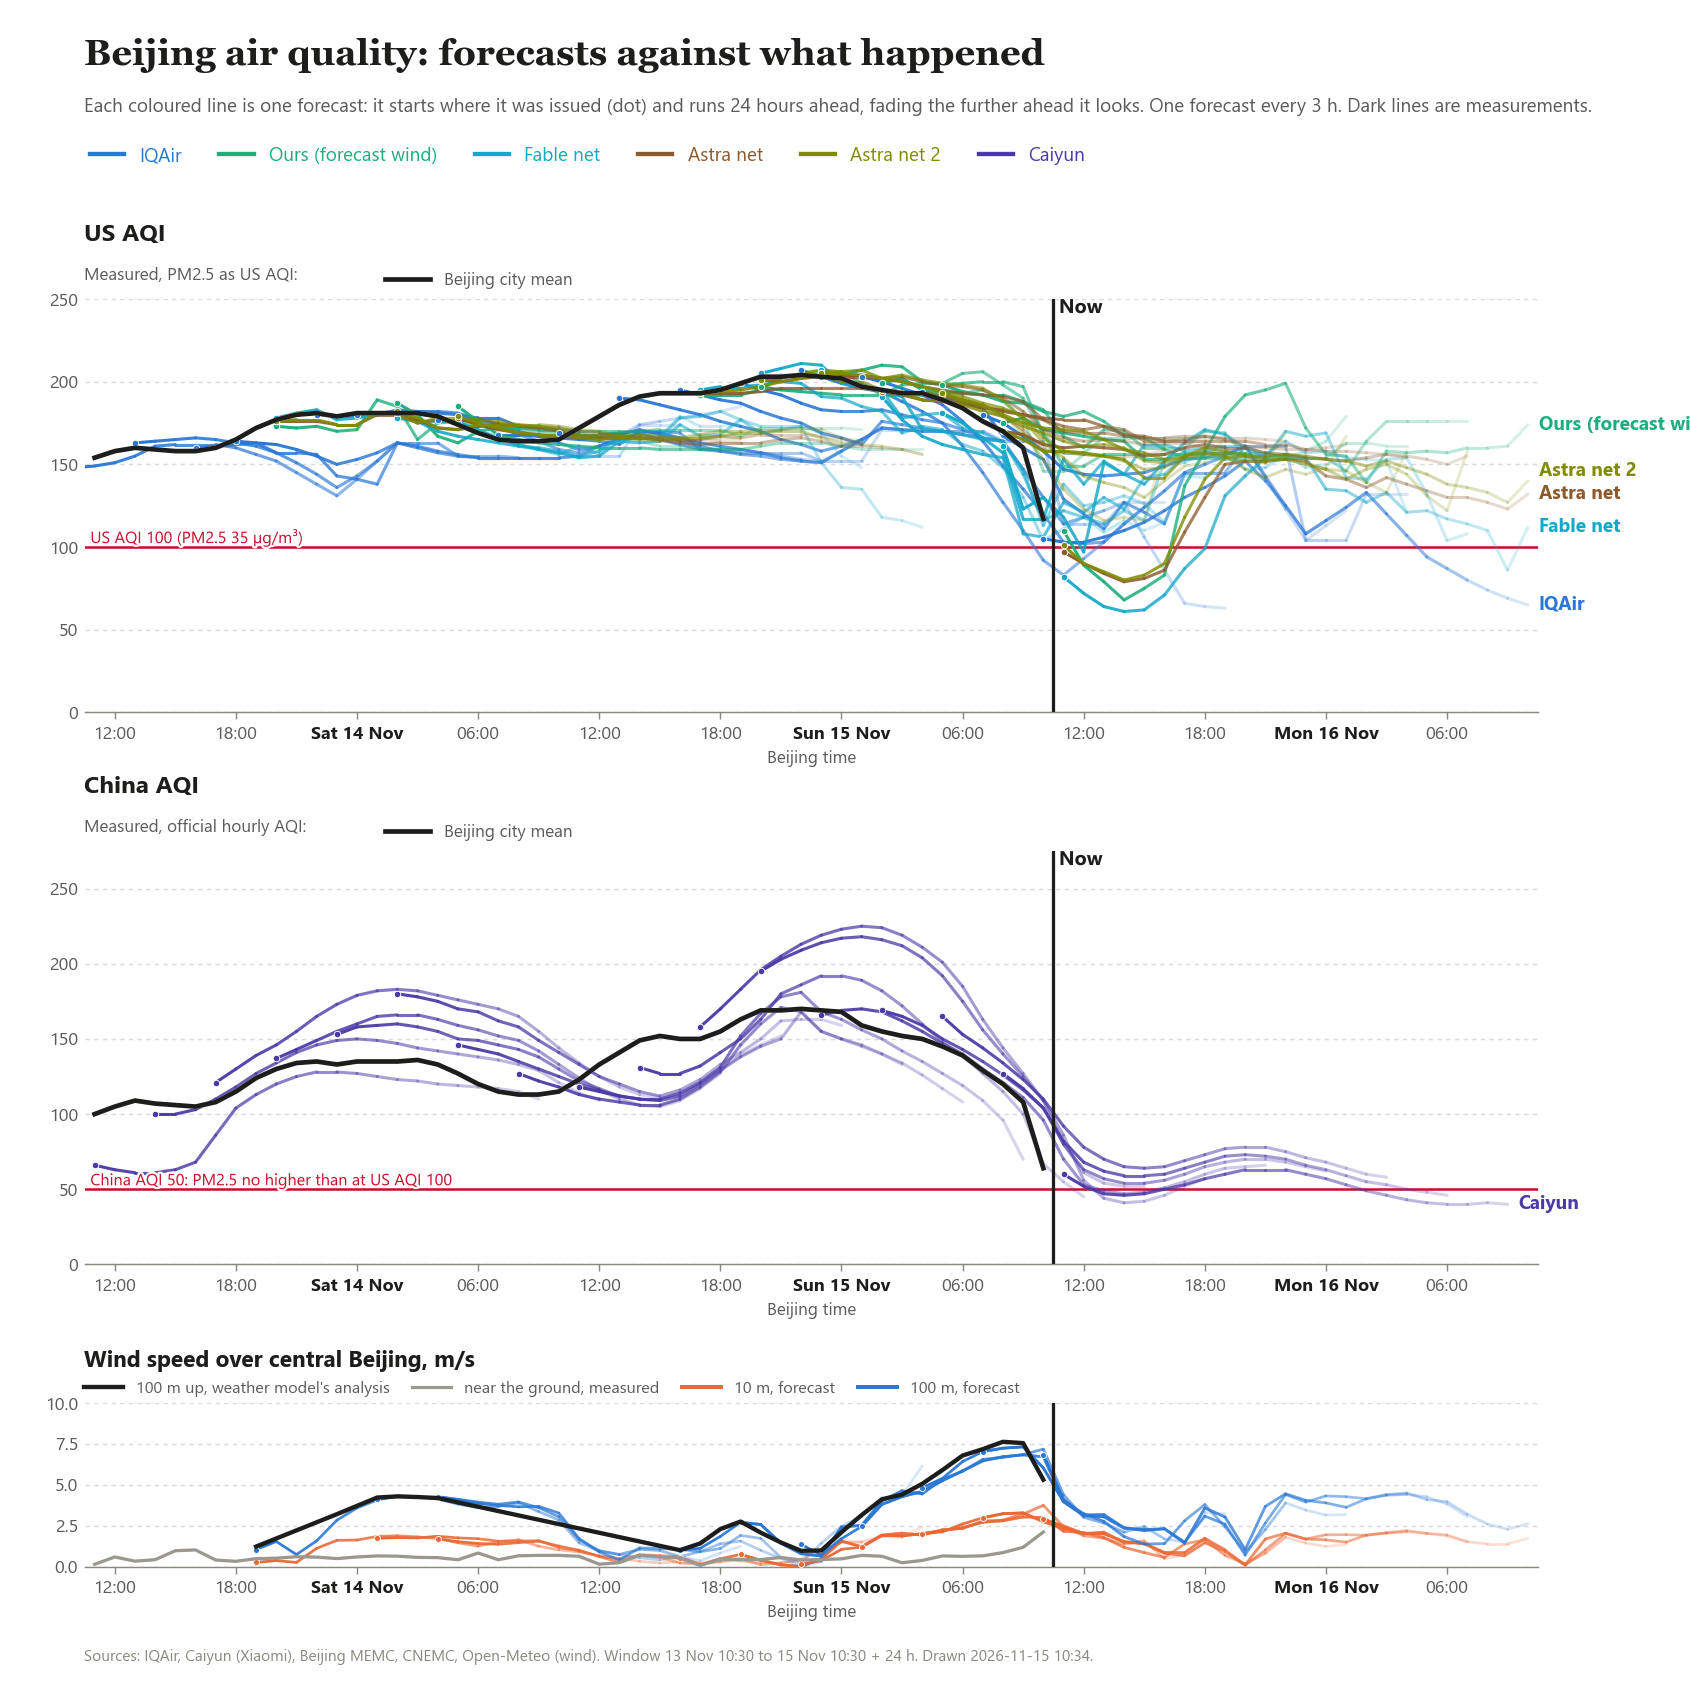 Beijing air quality: forecasts against what happened
Each coloured line is one forecast: it starts where it was issued (dot) and runs 24 hours ahead, fading the further ahead it looks. One forecast every 3 h. Dark lines are measurements.
IQAir Ours (forecast wind) Fable net Astra net Astra net 2 Caiyun
US AQI
Measured, PM2.5 as US AQI: Beijing city mean
250
Now
200
Ours (forecast wi
150
Astra net 2
Astra net
Fable net
US AQI 100 (PM2.5 35 µg/m³)
100
IQAir
50
0
12:00 18:00 Sat 14 Nov 06:00 12:00 18:00 Sun 15 Nov 06:00 12:00 18:00 Mon 16 Nov 06:00
Beijing time
China AQI
Measured, official hourly AQI: Beijing city mean
Now
250
200
150
100
China AQI 50: PM2.5 no higher than at US AQI 100
50
Caiyun
0
12:00 18:00 Sat 14 Nov 06:00 12:00 18:00 Sun 15 Nov 06:00 12:00 18:00 Mon 16 Nov 06:00
Beijing time
Wind speed over central Beijing, m/s
100 m up, weather model's analysis near the ground, measured 10 m, forecast 100 m, forecast
10.0
7.5
5.0
2.5
0.0
12:00 18:00 Sat 14 Nov 06:00 12:00 18:00 Sun 15 Nov 06:00 12:00 18:00 Mon 16 Nov 06:00
Beijing time
Sources: IQAir, Caiyun (Xiaomi), Beijing MEMC, CNEMC, Open-Meteo (wind). Window 13 Nov 10:30 to 15 Nov 10:30 + 24 h. Drawn 2026-11-15 10:34.